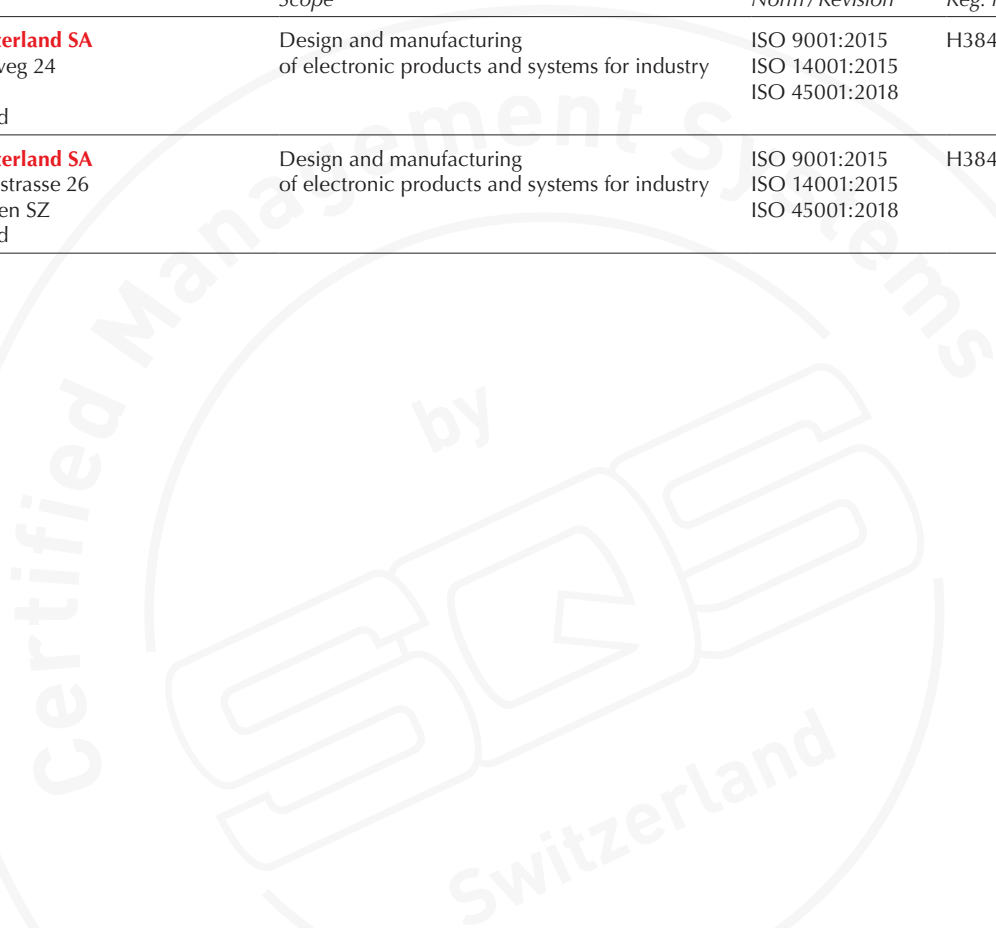 Scope Norm / Revision Reg.
terland SA Design and manufacturing ISO 9001:2015 H384
veg 24 of electronic products and systems for industry ISO 14001:2015
ISO 45001:2018
d
terland SA Design and manufacturing ISO 9001:2015 H384
strasse 26 of electronic products and systems for industry ISO 14001:2015
en SZ ISO 45001:2018
d
Certified Management Systems
by
SQS
Switzerland